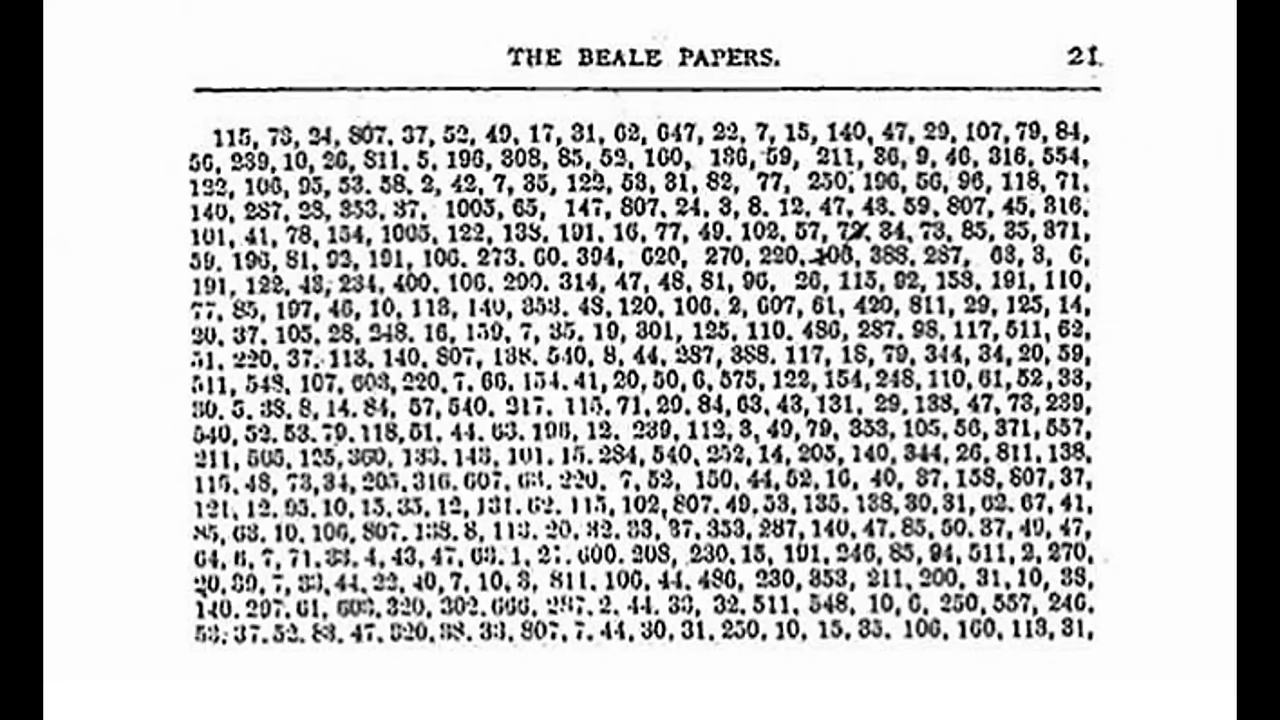 THE BEALE PAPERS. 21.
115, 73, 24, 807, 37, 52, 49, 17, 31, 62, 647, 22, 7, 15, 140, 47, 29, 107, 79, 84,
56, 239, 10, 26, 811, 5, 196, 308, 85, 52, 160, 136, 59, 211, 36, 9, 46, 316, 554,
122, 106, 95, 53. 58. 2, 42, 7, 35, 122, 53, 31, 82, 77, 250, 196, 56, 96, 118, 71,
140, 287, 28, 353, 37. 1005, 65, 147, 807. 24. 3, 8. 12, 47, 43. 59, 807, 45, 316,
101, 41, 78, 154, 1005, 122, 138, 191, 16, 77, 49. 102, 57, 72, 34, 73, 85, 35, 371,
59. 196, 81, 92, 191, 106. 273. 60. 394, 620, 270, 220, 106, 388, 287, 63, 3, 6,
191, 122, 43, 234, 400, 106. 290. 314, 47, 48, 81, 96. 26, 115, 92, 158, 191, 110,
77, 85, 197, 46, 10, 113, 140, 353. 48, 120, 106. 2, 607, 61, 420, 811, 29, 125, 14,
20, 37. 105, 28, 248. 16, 159, 7, 35. 19, 301, 125, 110. 486, 287. 98, 117, 511, 62,
51, 220, 37. 113, 140. 807, 138. 540, 8, 44. 287, 388. 117, 18, 79, 344, 34, 20, 59,
511, 548, 107, 603, 220, 7. 66. 154. 41, 20, 50, 6, 575, 122, 154, 248, 110, 61, 52, 33,
30. 5. 38. 8, 14. 84, 57, 540. 217. 115. 71, 29. 84, 63. 43, 131. 29, 138, 47, 73, 239,
540, 52. 53. 79. 118, 51. 44. 63. 196, 12. 239, 112, 3, 49, 79, 353, 105, 56, 371, 557,
211, 505, 125, 360, 133. 143, 101. 15. 284, 540, 252, 14, 205, 140, 344, 26, 811, 138,
115, 48, 73, 34, 205, 316. 607, 63. 220. 7, 52, 150, 44, 52, 16, 40, 37, 158, 807, 37,
121, 12. 95. 10, 15, 35, 12, 131. 62. 115, 102, 807. 49, 53, 135. 138, 30, 31, 62. 67, 41,
85, 63. 10. 106, 807. 138. 8, 113. 20. 32. 33, 37, 353, 287, 140, 47. 85, 50. 37, 49, 47,
64, 6, 7, 71. 33. 4, 43, 47, 63. 1, 27. 600. 208, 230. 15, 191, 246, 85, 94, 511, 2, 270,
20, 39, 7, 33, 44. 22, 40, 7, 10. 3, 811. 106, 44. 486, 230, 353, 211, 200, 31, 10, 38,
140. 297. 61, 603. 320, 302. 666, 287. 2. 44. 33, 32. 511, 548, 10, 6, 250, 557, 246.
53, 37. 52. 83. 47. 320. 38. 33, 807, 7. 44, 30, 31. 250, 10, 15, 35. 106, 160, 113, 31,